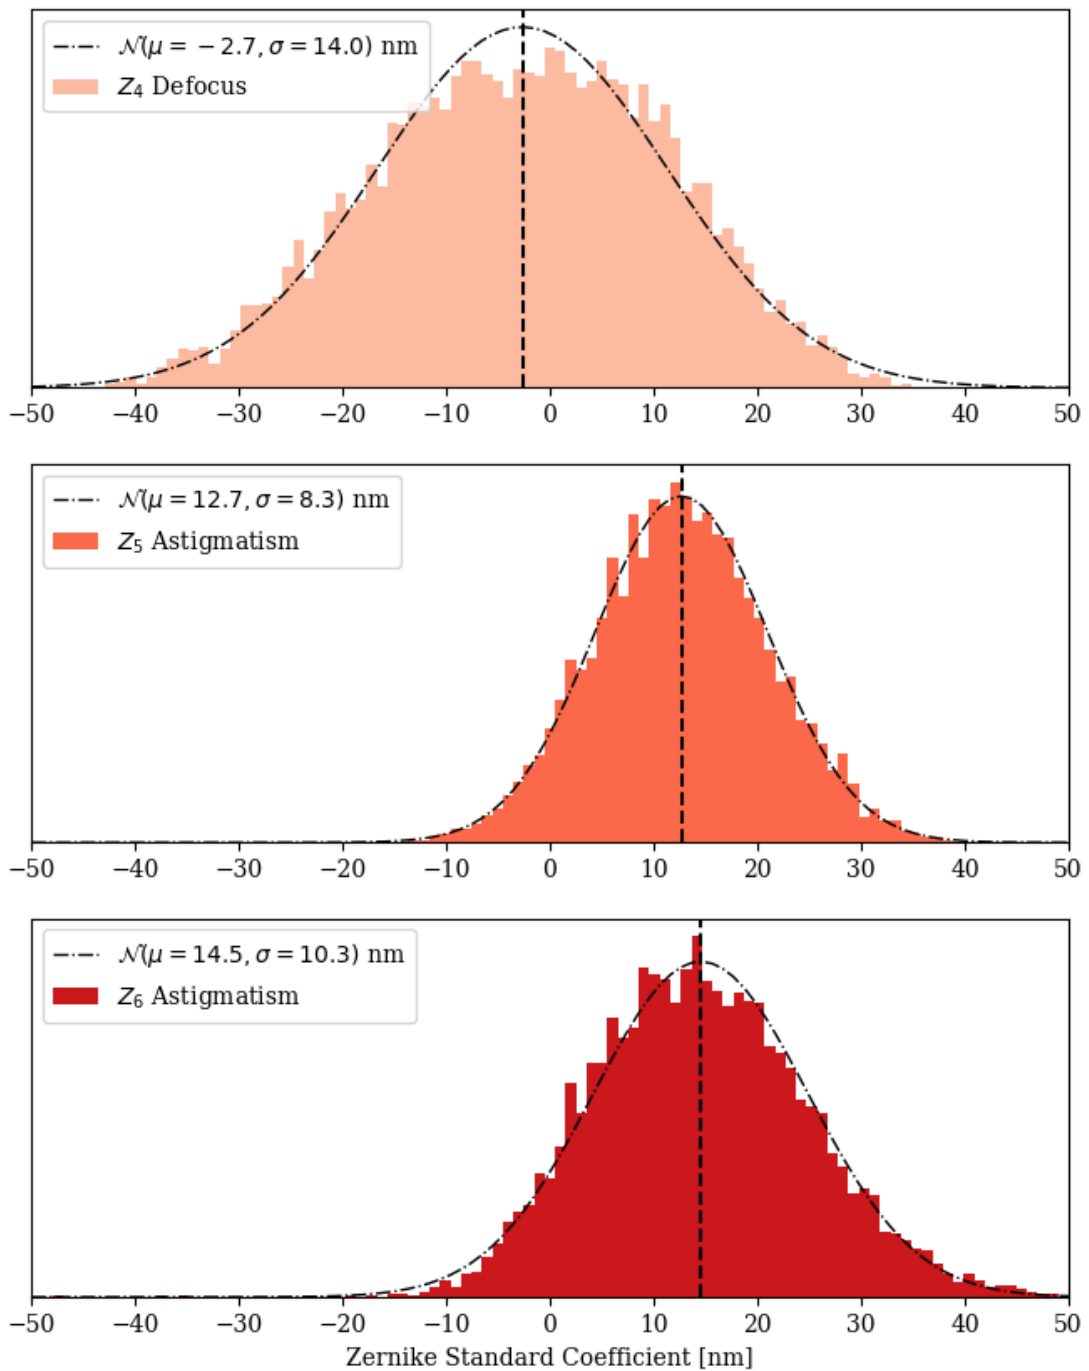 𝒩(μ = −2.7, σ = 14.0) nm
Z₄ Defocus
−50 −40 −30 −20 −10 0 10 20 30 40 50
𝒩(μ = 12.7, σ = 8.3) nm
Z₅ Astigmatism
−50 −40 −30 −20 −10 0 10 20 30 40 50
𝒩(μ = 14.5, σ = 10.3) nm
Z₆ Astigmatism
−50 −40 −30 −20 −10 0 10 20 30 40 50
Zernike Standard Coefficient [nm]